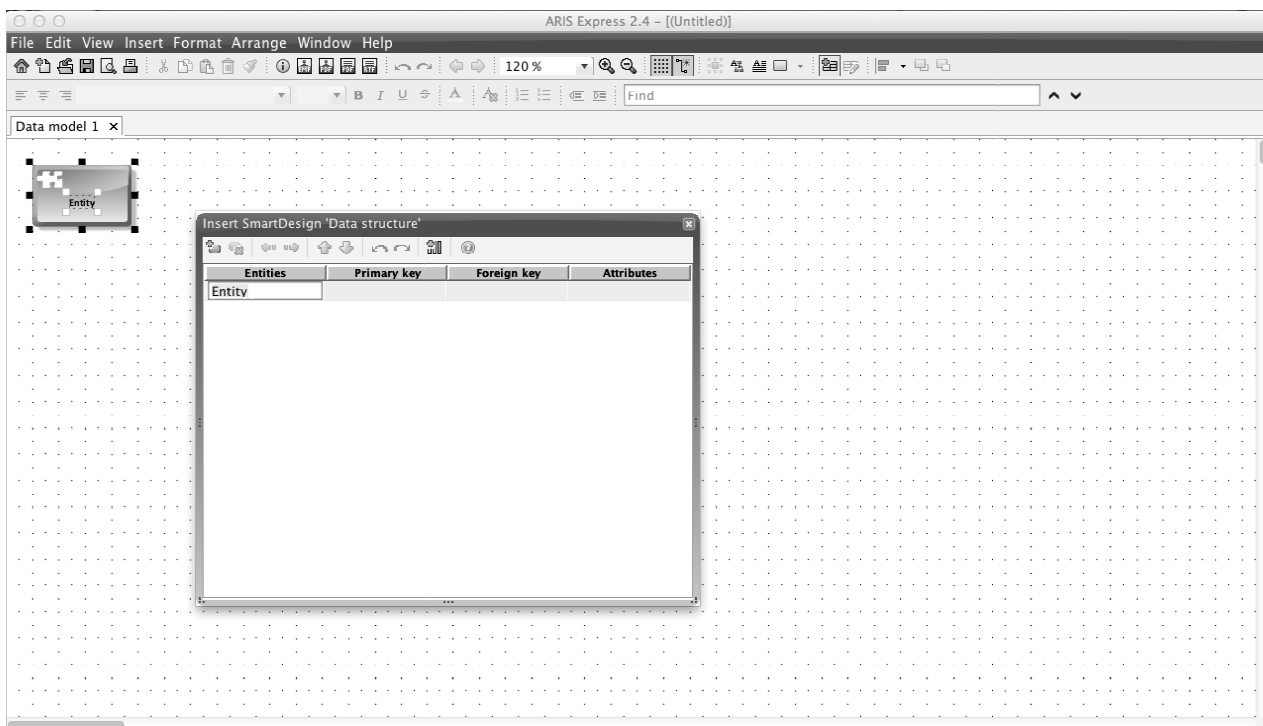 ARIS Express 2.4 – [(Untitled)]
File Edit View Insert Format Arrange Window Help
120 %
B I U S A
Find
Data model 1 ×
Entity
Insert SmartDesign 'Data structure'
Entities Primary key Foreign key Attributes
Entity